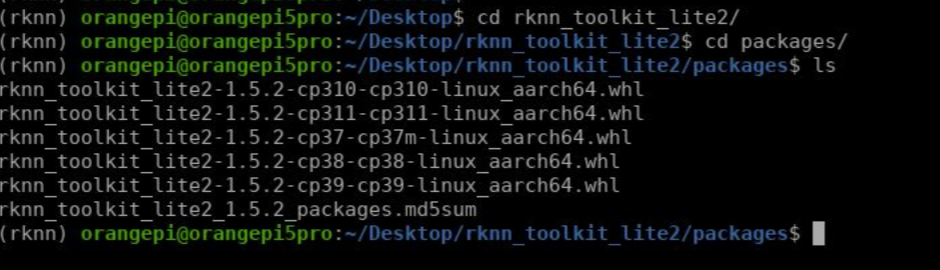 (rknn) orangepi@orangepi5pro:~/Desktop$ cd rknn_toolkit_lite2/
(rknn) orangepi@orangepi5pro:~/Desktop/rknn_toolkit_lite2$ cd packages/
(rknn) orangepi@orangepi5pro:~/Desktop/rknn_toolkit_lite2/packages$ ls
rknn_toolkit_lite2-1.5.2-cp310-cp310-linux_aarch64.whl
rknn_toolkit_lite2-1.5.2-cp311-cp311-linux_aarch64.whl
rknn_toolkit_lite2-1.5.2-cp37-cp37m-linux_aarch64.whl
rknn_toolkit_lite2-1.5.2-cp38-cp38-linux_aarch64.whl
rknn_toolkit_lite2-1.5.2-cp39-cp39-linux_aarch64.whl
rknn_toolkit_lite2_1.5.2_packages.md5sum
(rknn) orangepi@orangepi5pro:~/Desktop/rknn_toolkit_lite2/packages$